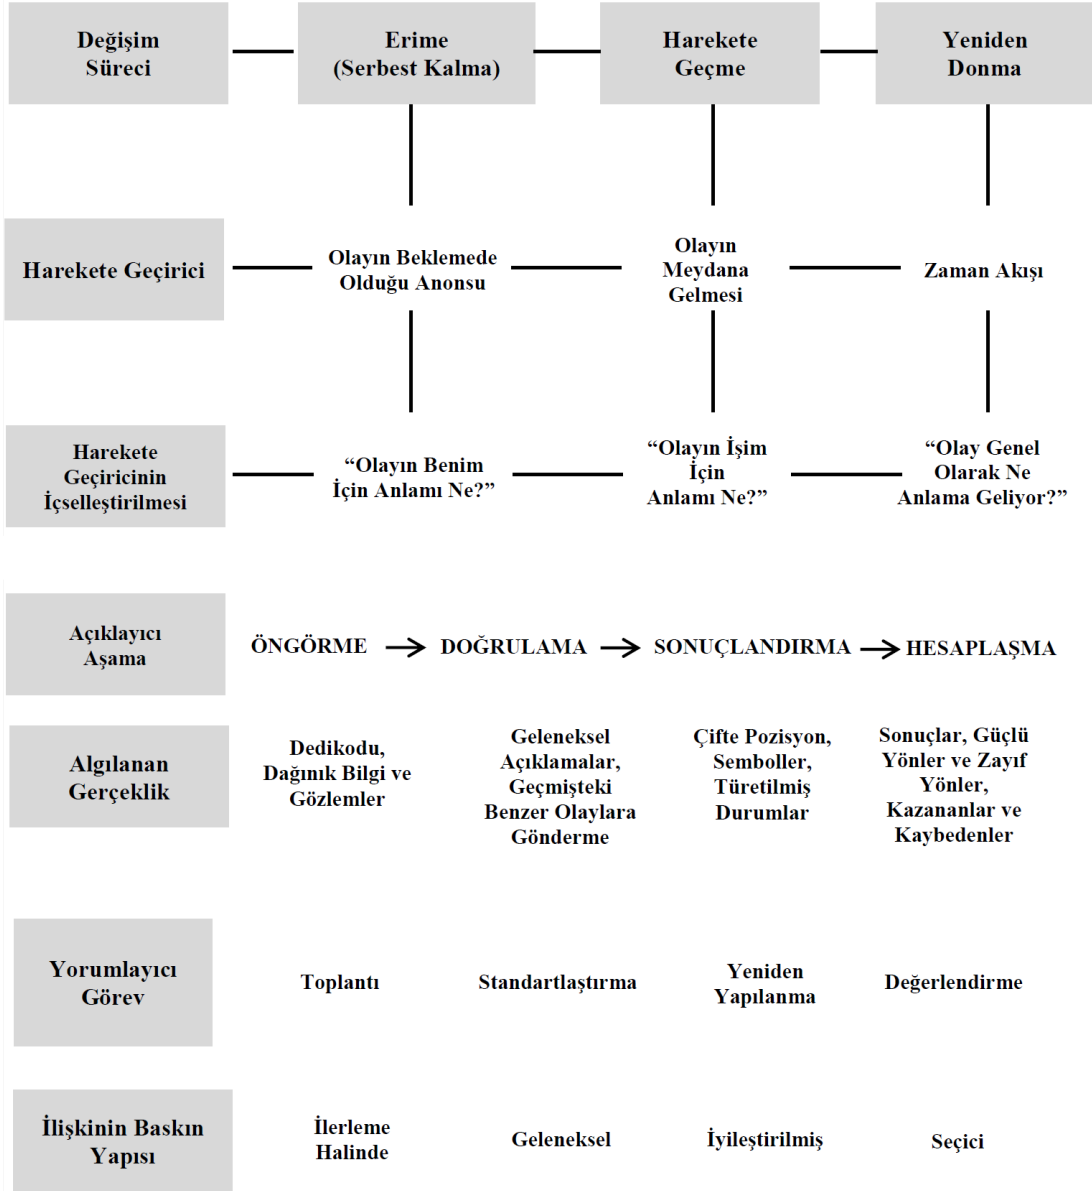 Değişim
Süreci
Erime
(Serbest Kalma)
Harekete
Geçme
Yeniden
Donma
Harekete Geçirici
Olayın Beklemede
Olduğu Anonsu
Olayın
Meydana
Gelmesi
Zaman Akışı
Harekete
Geçiricinin
İçselleştirilmesi
“Olayın Benim
İçin Anlamı Ne?”
“Olayın İşim
İçin
Anlamı Ne?”
“Olay Genel
Olarak Ne
Anlama Geliyor?”
Açıklayıcı
Aşama
ÖNGÖRME
DOĞRULAMA
SONUÇLANDIRMA
HESAPLAŞMA
Algılanan
Gerçeklik
Dedikodu,
Dağınık Bilgi ve
Gözlemler
Geleneksel
Açıklamalar,
Geçmişteki
Benzer Olaylara
Gönderme
Çifte Pozisyon,
Semboller,
Türetilmiş
Durumlar
Sonuçlar, Güçlü
Yönler ve Zayıf
Yönler,
Kazananlar ve
Kaybedenler
Yorumlayıcı
Görev
Toplantı
Standartlaştırma
Yeniden
Yapılanma
Değerlendirme
İlişkinin Baskın
Yapısı
İlerleme
Halinde
Geleneksel
İyileştirilmiş
Seçici